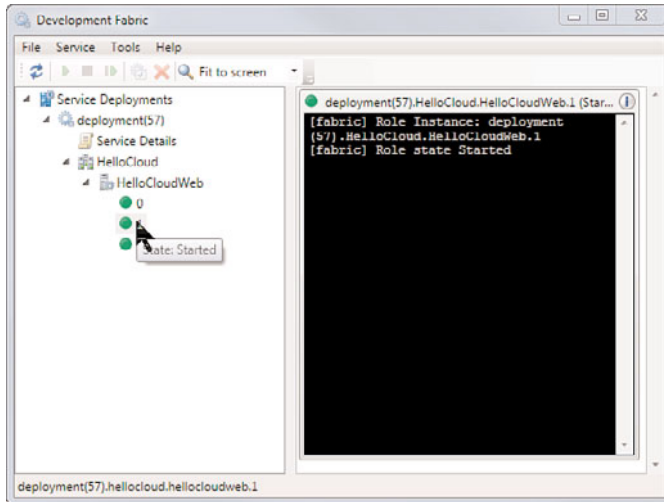 Development Fabric
File Service Tools Help
Fit to screen
Service Deployments
deployment(57)
Service Details
HelloCloud
HelloCloudWeb
0
State: Started
deployment(57).HelloCloud.HelloCloudWeb.1 (Star...
[fabric] Role Instance: deployment
(57).HelloCloud.HelloCloudWeb.1
[fabric] Role state Started
deployment(57).hellocloud.hellocloudweb.1